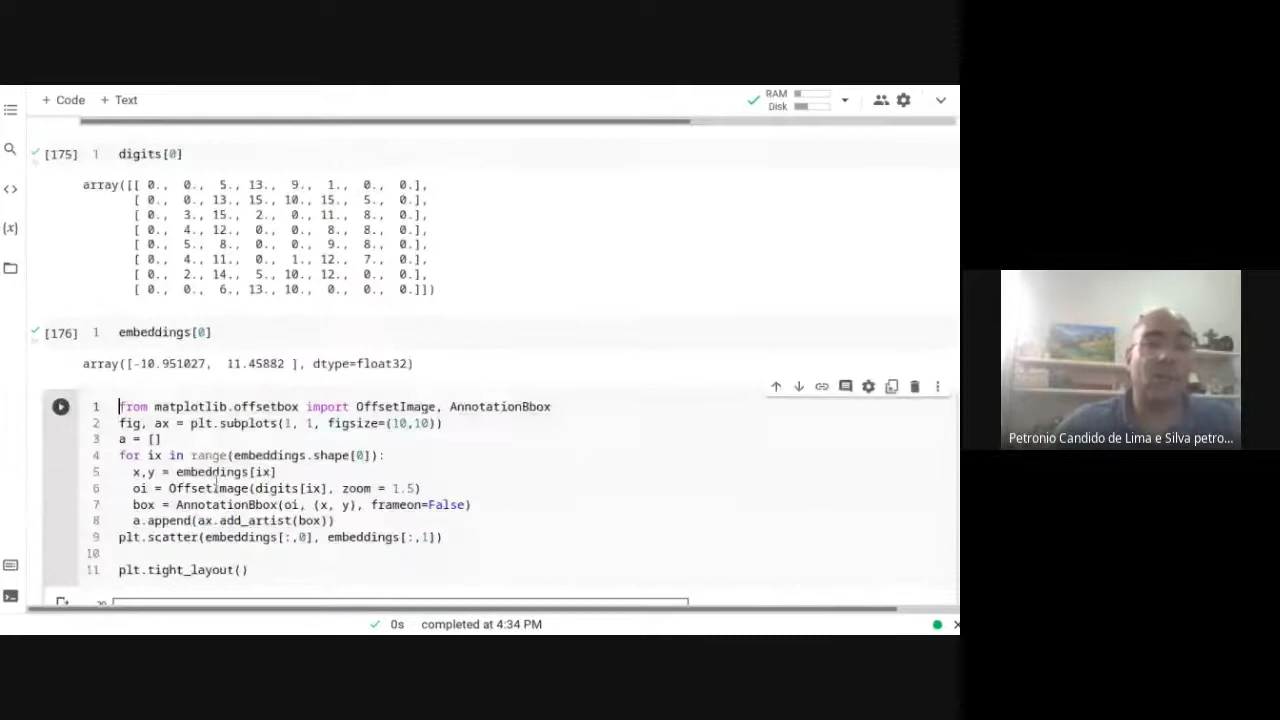 + Code + Text
RAM
Disk
[175] 1 digits[0]
array([[ 0., 0., 5., 13., 9., 1., 0., 0.],
[ 0., 0., 13., 15., 10., 15., 5., 0.],
[ 0., 3., 15., 2., 0., 11., 8., 0.],
[ 0., 4., 12., 0., 0., 8., 8., 0.],
[ 0., 5., 8., 0., 0., 9., 8., 0.],
[ 0., 4., 11., 0., 1., 12., 7., 0.],
[ 0., 2., 14., 5., 10., 12., 0., 0.],
[ 0., 0., 6., 13., 10., 0., 0., 0.]])
[176] 1 embeddings[0]
array([-10.951027, 11.45882 ], dtype=float32)
1 from matplotlib.offsetbox import OffsetImage, AnnotationBbox
2 fig, ax = plt.subplots(1, 1, figsize=(10,10))
3 a = []
4 for ix in range(embeddings.shape[0]):
5 x,y = embeddings[ix]
6 oi = OffsetImage(digits[ix], zoom = 1.5)
7 box = AnnotationBbox(oi, (x, y), frameon=False)
8 a.append(ax.add_artist(box))
9 plt.scatter(embeddings[:,0], embeddings[:,1])
10
11 plt.tight_layout()
0s completed at 4:34 PM
Petronio Candido de Lima e Silva petro...